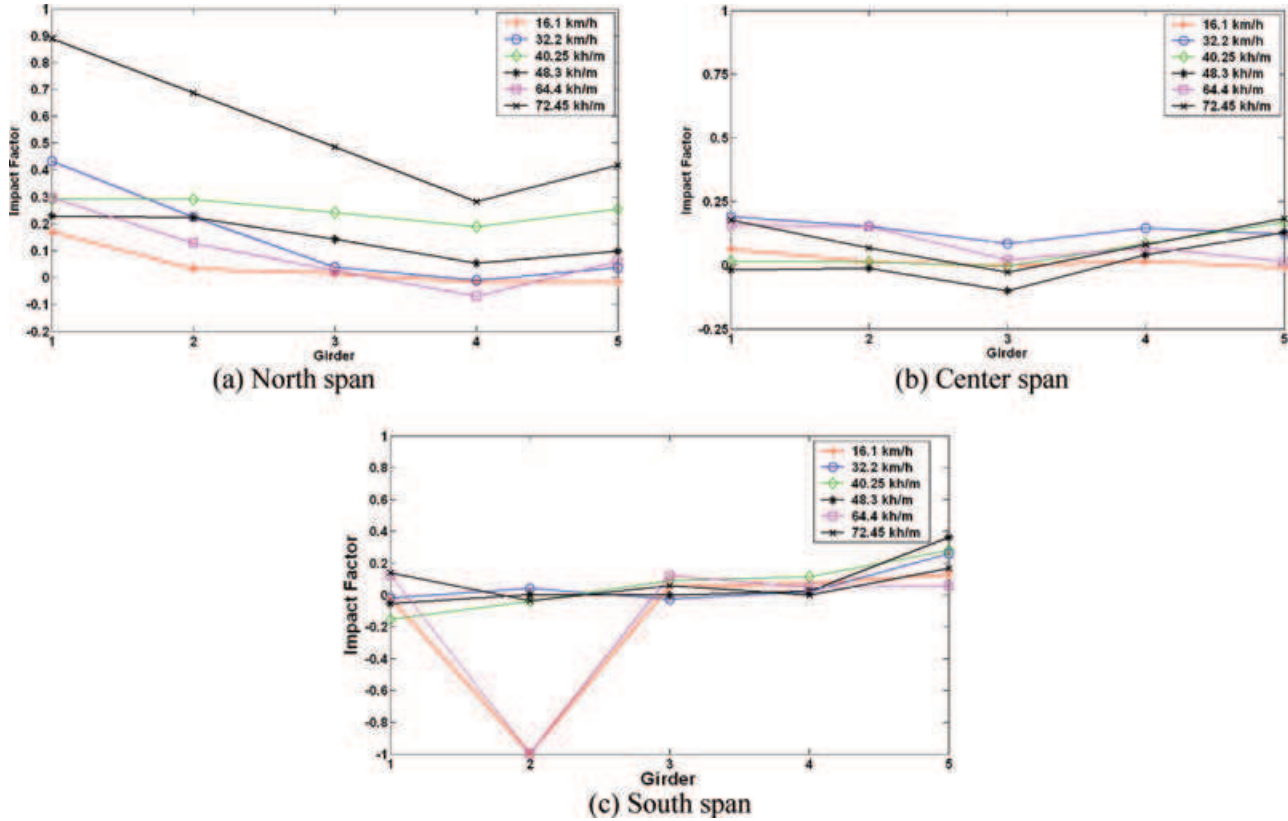 1
0.9
0.8
0.7
0.6
0.5
0.4
0.3
0.2
0.1
0
-0.1
-0.2
Impact Factor
1 2 3 4 5
Girder
16.1 km/h
32.2 km/h
40.25 kh/m
48.3 kh/m
64.4 kh/m
72.45 kh/m
(a) North span
1
0.75
0.25
0
-0.25
Impact Factor
1 2 3 4 5
Girder
16.1 km/h
32.2 km/h
40.25 kh/m
48.3 kh/m
64.4 kh/m
72.45 kh/m
(b) Center span
1
0.8
0.6
0.4
0.2
0
-0.2
-0.4
-0.6
-0.8
-1
Impact Factor
1 2 3 4 5
Girder
16.1 km/h
32.2 km/h
40.25 kh/m
48.3 kh/m
64.4 kh/m
72.45 kh/m
(c) South span